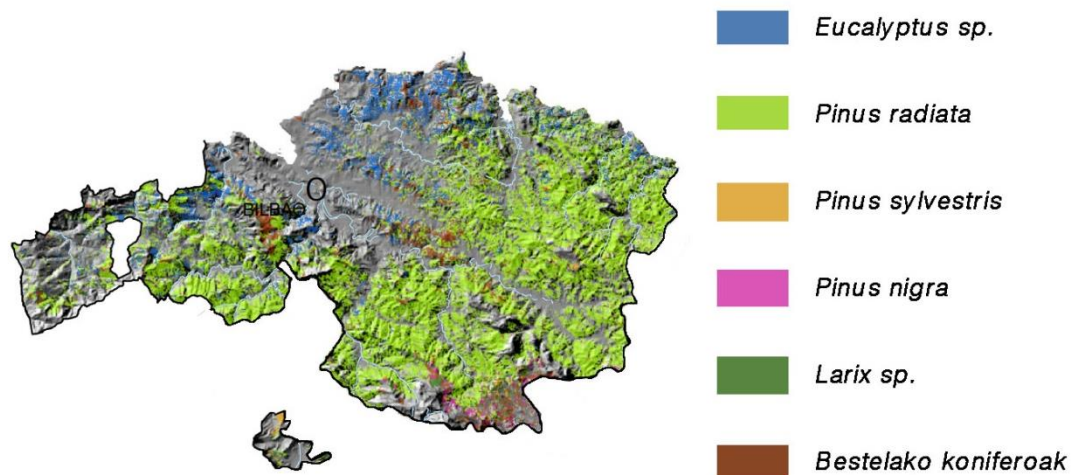 Eucalyptus sp.
Pinus radiata
Pinus sylvestris
BILBAO
Pinus nigra
Larix sp.
Bestelako koniferoak